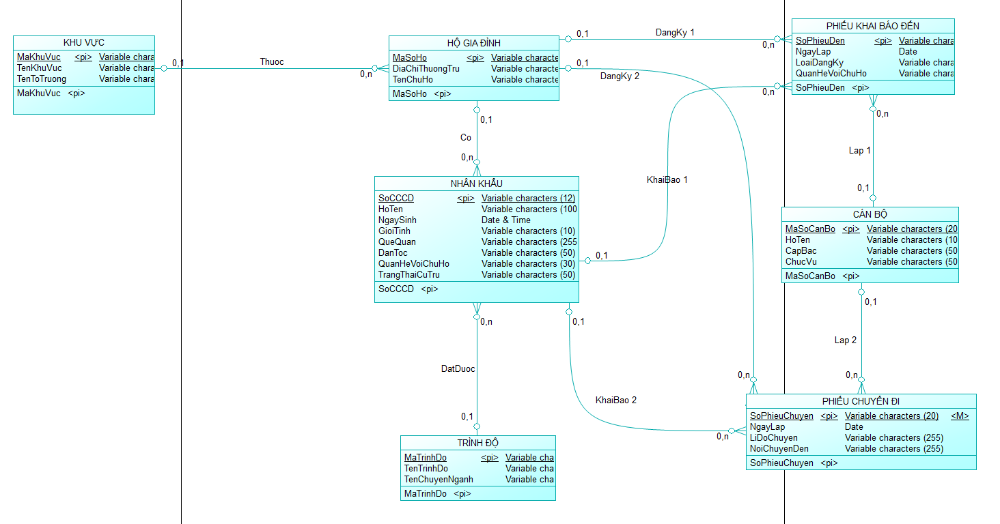 KHU VỰC
MaKhuVuc <pi> Variable chara
TenKhuVuc Variable chara
TenToTruong Variable chara
MaKhuVuc <pi>
0,1
Thuoc
0,n
HỘ GIA ĐÌNH
MaSoHo <pi> Variable characte
DiaChiThuongTru Variable characte
TenChuHo Variable characte
MaSoHo <pi>
0,1
DangKy 1
0,n
0,1
DangKy 2
0,n
PHIẾU KHAI BÁO ĐẾN
SoPhieuDen <pi> Variable chara
NgayLap Date
LoaiDangKy Variable chara
QuanHeVoiChuHo Variable chara
SoPhieuDen <pi>
0,n
Lap 1
0,1
0,1
Co
0,n
KhaiBao 1
NHÂN KHẨU
SoCCCD <pi> Variable characters (12)
HoTen Variable characters (100
NgaySinh Date & Time
GioiTinh Variable characters (10)
QueQuan Variable characters (255
DanToc Variable characters (50)
QuanHeVoiChuHo Variable characters (30)
TrangThaiCuTru Variable characters (50)
SoCCCD <pi>
0,1
CÁN BỘ
MaSoCanBo <pi> Variable characters (20
HoTen Variable characters (10
CapBac Variable characters (50
ChucVu Variable characters (50
MaSoCanBo <pi>
0,1
Lap 2
0,n
0,n
0,n
DatDuoc
0,1
0,1
KhaiBao 2
0,n
TRÌNH ĐỘ
MaTrinhDo <pi> Variable cha
TenTrinhDo Variable cha
TenChuyenNganh Variable cha
MaTrinhDo <pi>
PHIẾU CHUYỂN ĐI
SoPhieuChuyen <pi> Variable characters (20) <M>
NgayLap Date
LiDoChuyen Variable characters (255)
NoiChuyenDen Variable characters (255)
SoPhieuChuyen <pi>